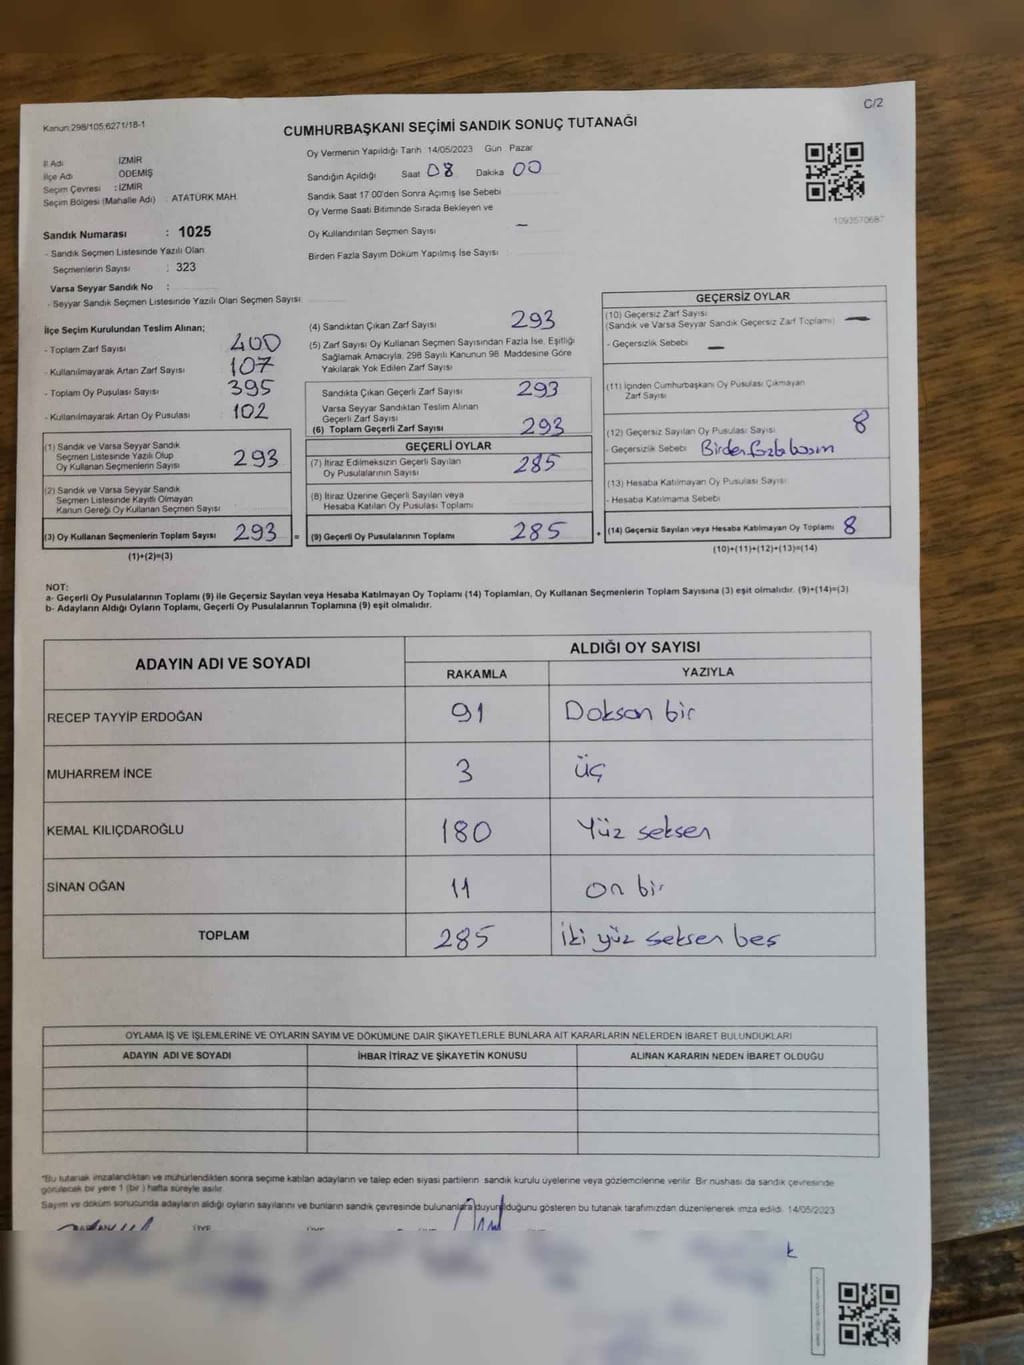 C/2
Kanun:298/105;6271/18-1
CUMHURBAŞKANI SEÇİMİ SANDIK SONUÇ TUTANAĞI
İl Adı İZMİR
İlçe Adı ÖDEMİŞ
Seçim Çevresi : İZMİR
Seçim Bölgesi (Mahalle Adı) ATATÜRK MAH.
Oy Vermenin Yapıldığı Tarih 14/05/2023 Gün Pazar
Sandığın Açıldığı Saat 08 Dakika 00
Sandık Saat 17.00'den Sonra Açımış İse Sebebi
Oy Verme Saati Bitiminde Sırada Bekleyen ve
Oy Kullandırılan Seçmen Sayısı —
Birden Fazla Sayım Döküm Yapılmış İse Sayısı
1093570687
Sandık Numarası : 1025
- Sandık Seçmen Listesinde Yazılı Olan
Seçmenlerin Sayısı : 323
Varsa Seyyar Sandık No :
- Seyyar Sandık Seçmen Listesinde Yazılı Olan Seçmen Sayısı
İlçe Seçim Kurulundan Teslim Alınan;
- Toplam Zarf Sayısı 400
- Kullanılmayarak Artan Zarf Sayısı 107
- Toplam Oy Pusulası Sayısı 395
- Kullanılmayarak Artan Oy Pusulası 102
(1) Sandık ve Varsa Seyyar Sandık
Seçmen Listesinde Yazılı Olup
Oy Kullanan Seçmenlerin Sayısı 293
(2) Sandık ve Varsa Seyyar Sandık
Seçmen Listesinde Kayıtlı Olmayan
Kanun Gereği Oy Kullanan Seçmen Sayısı
(3) Oy Kullanan Seçmenlerin Toplam Sayısı 293 =
(1)+(2)=(3)
(4) Sandıktan Çıkan Zarf Sayısı 293
(5) Zarf Sayısı Oy Kullanan Seçmen Sayısından Fazla İse, Eşitliği
Sağlamak Amacıyla, 298 Sayılı Kanunun 98. Maddesine Göre
Yakılarak Yok Edilen Zarf Sayısı
Sandıkta Çıkan Geçerli Zarf Sayısı 293
Varsa Seyyar Sandıktan Teslim Alınan
Geçerli Zarf Sayısı
(6) Toplam Geçerli Zarf Sayısı 293
GEÇERLİ OYLAR
(7) İtiraz Edilmeksizin Geçerli Sayılan
Oy Pusulalarının Sayısı 285
(8) İtiraz Üzerine Geçerli Sayılan veya
Hesaba Katılan Oy Pusulası Toplamı
(9) Geçerli Oy Pusulalarının Toplamı 285 +
GEÇERSİZ OYLAR
(10) Geçersiz Zarf Sayısı
(Sandık ve Varsa Seyyar Sandık Geçersiz Zarf Toplamı) —
- Geçersizlik Sebebi —
(11) İçinden Cumhurbaşkanı Oy Pusulası Çıkmayan
Zarf Sayısı
(12) Geçersiz Sayılan Oy Pusulası Sayısı 8
- Geçersizlik Sebebi Birden fazla basım
(13) Hesaba Katılmayan Oy Pusulası Sayısı
- Hesaba Katılmama Sebebi
(14) Geçersiz Sayılan veya Hesaba Katılmayan Oy Toplamı 8
(10)+(11)+(12)+(13)=(14)
NOT:
a- Geçerli Oy Pusulalarının Toplamı (9) ile Geçersiz Sayılan veya Hesaba Katılmayan Oy Toplamı (14) Toplamları, Oy Kullanan Seçmenlerin Toplam Sayısına (3) eşit olmalıdır. (9)+(14)=(3)
b- Adayların Aldığı Oyların Toplamı, Geçerli Oy Pusulalarının Toplamına (9) eşit olmalıdır.
ADAYIN ADI VE SOYADI ALDIĞI OY SAYISI
RAKAMLA YAZIYLA
RECEP TAYYİP ERDOĞAN 91 Doksan bir
MUHARREM İNCE 3 üç
KEMAL KILIÇDAROĞLU 180 Yüz seksen
SİNAN OĞAN 11 on bir
TOPLAM 285 iki yüz seksen beş
OYLAMA İŞ VE İŞLEMLERİNE VE OYLARIN SAYIM VE DÖKÜMÜNE DAİR ŞİKAYETLERLE BUNLARA AİT KARARLARIN NELERDEN İBARET BULUNDUKLARI
ADAYIN ADI VE SOYADI İHBAR İTİRAZ VE ŞİKAYETİN KONUSU ALINAN KARARIN NEDEN İBARET OLDUĞU
*Bu tutanak imzalandıktan ve mühürlendikten sonra seçime katılan adayların ve talep eden siyasi partilerin sandık kurulu üyelerine veya gözlemcilerine verilir. Bir nushası da sandık çevresinde
görülecek bir yere 1 (bir) hafta süreyle asılır.
Sayım ve döküm sonucunda adayların aldığı oyların sayılarını ve bunların sandık çevresinde bulunanlara duyurulduğunu gösteren bu tutanak tarafımızdan düzenlenerek imza edildi. 14/05/2023